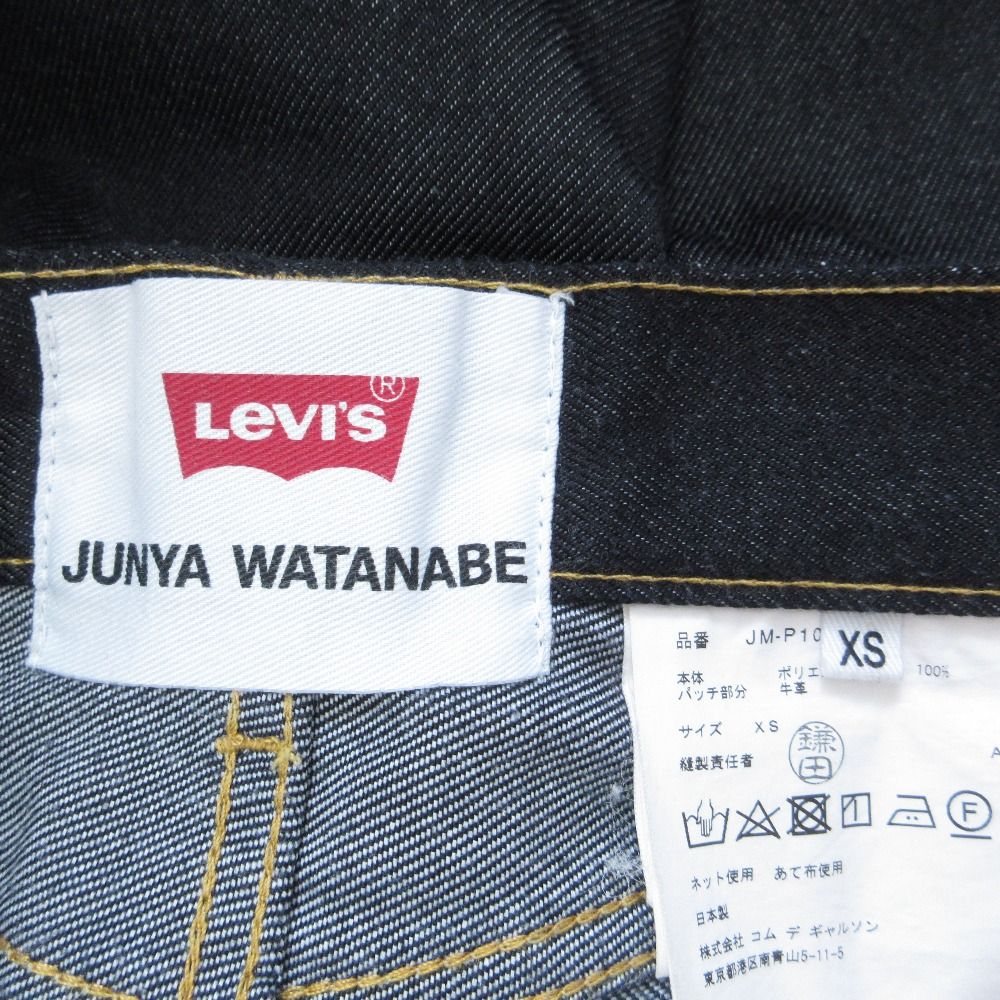 LEVI'S ®
JUNYA WATANABE
XS
品番 JM-P10
本体 ポリエ 100%
パッチ部分 牛革
サイズ XS
縫製責任者 鎌田
A
F
ネット使用 あて布使用
日本製
株式会社 コム デ ギャルソン
東京都港区南青山5-11-5